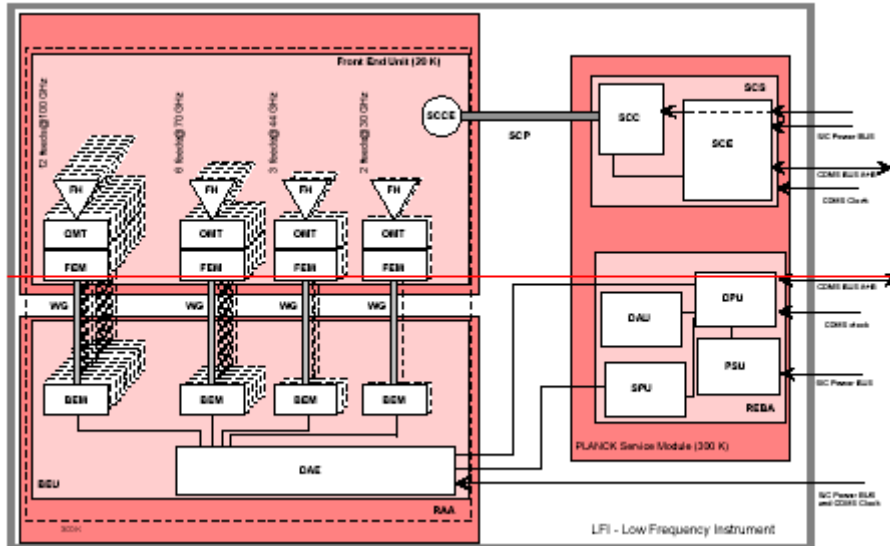 Front End Unit (20 K)
12 feeds@100 GHz
6 feeds@70 GHz
3 feeds@44 GHz
2 feeds@30 GHz
SCCE
SCP
SCS
SCC
SCE
S/C Power BUS
CDMS BUS A+B
CDMS Clock
FH
FH
FH
FH
OMT
OMT
OMT
OMT
FEM
FEM
FEM
FEM
WG
WG
WG
WG
DPU
CDMS BUS A+B
DAU
CDMS clock
PSU
SPU
S/C Power BUS
REBA
BEM
BEM
BEM
BEM
PLANCK Service Module (300 K)
DAE
BEU
S/C Power BUS
and CDMS Clock
RAA
300 K
LFI - Low Frequency Instrument